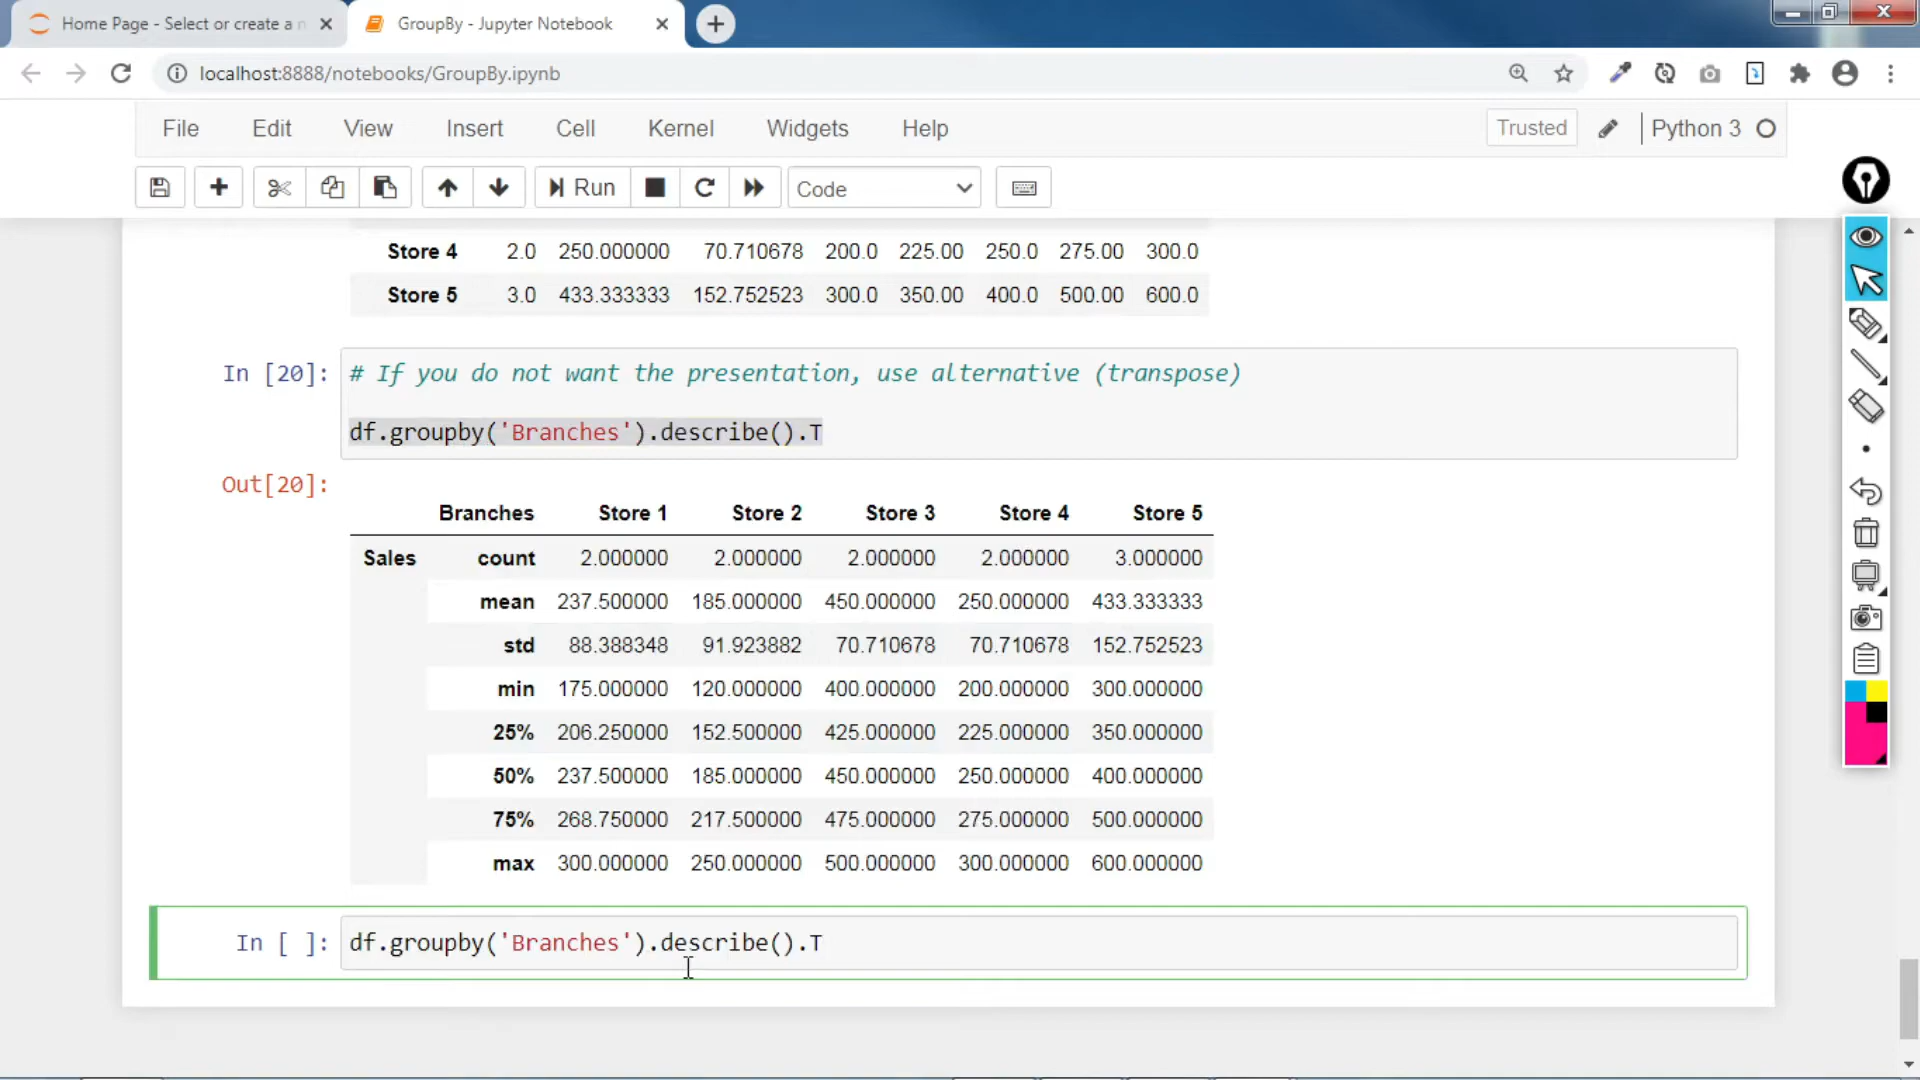 Home Page - Select or create a n
GroupBy - Jupyter Notebook
localhost:8888/notebooks/GroupBy.ipynb
File Edit View Insert Cell Kernel Widgets Help
Trusted
Python 3
Run
Code
Store 4 2.0 250.000000 70.710678 200.0 225.00 250.0 275.00 300.0
Store 5 3.0 433.333333 152.752523 300.0 350.00 400.0 500.00 600.0
In [20]: # If you do not want the presentation, use alternative (transpose)
df.groupby('Branches').describe().T
Out[20]:
Branches Store 1 Store 2 Store 3 Store 4 Store 5
Sales count 2.000000 2.000000 2.000000 2.000000 3.000000
mean 237.500000 185.000000 450.000000 250.000000 433.333333
std 88.388348 91.923882 70.710678 70.710678 152.752523
min 175.000000 120.000000 400.000000 200.000000 300.000000
25% 206.250000 152.500000 425.000000 225.000000 350.000000
50% 237.500000 185.000000 450.000000 250.000000 400.000000
75% 268.750000 217.500000 475.000000 275.000000 500.000000
max 300.000000 250.000000 500.000000 300.000000 600.000000
In [ ]: df.groupby('Branches').describe().T